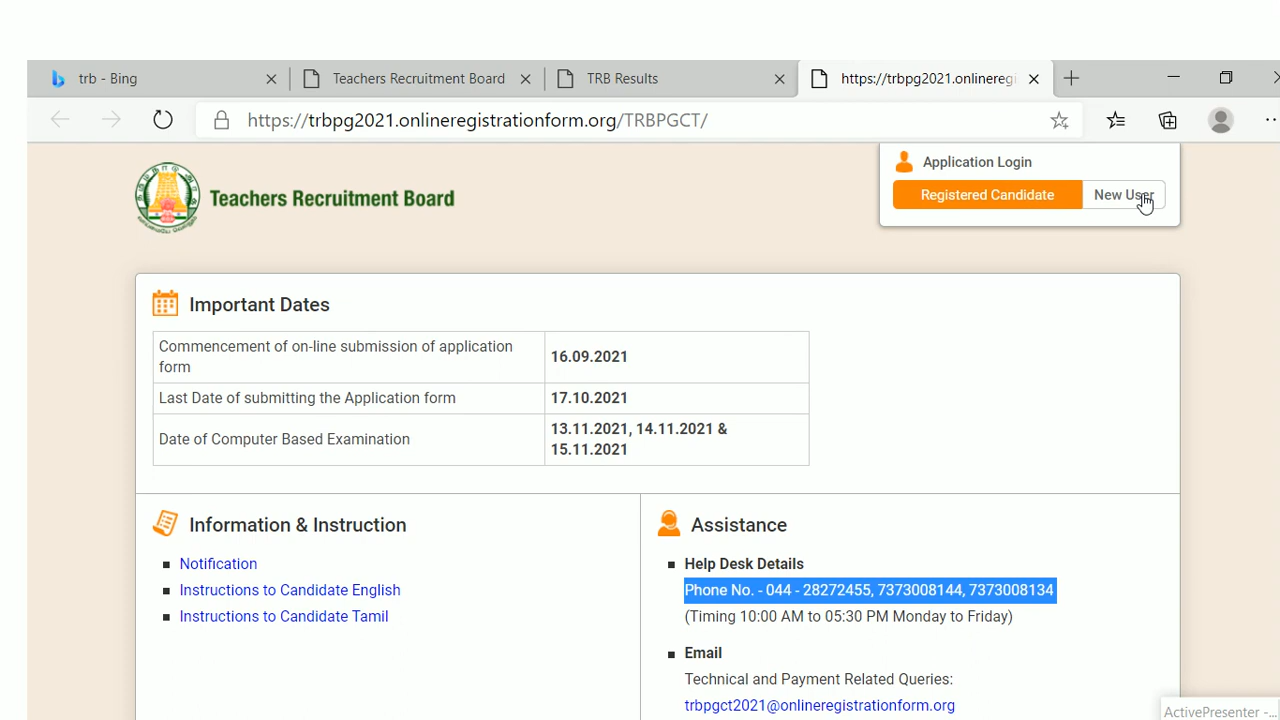 trb - Bing
Teachers Recruitment Board
TRB Results
https://trbpg2021.onlineregi
https://trbpg2021.onlineregistrationform.org/TRBPGCT/
Application Login
Registered Candidate
New User
Teachers Recruitment Board
Important Dates
Commencement of on-line submission of application
form
16.09.2021
Last Date of submitting the Application form
17.10.2021
Date of Computer Based Examination
13.11.2021, 14.11.2021 &
15.11.2021
Information & Instruction
Notification
Instructions to Candidate English
Instructions to Candidate Tamil
Assistance
Help Desk Details
Phone No. - 044 - 28272455, 7373008144, 7373008134
(Timing 10:00 AM to 05:30 PM Monday to Friday)
Email
Technical and Payment Related Queries:
trbpgct2021@onlineregistrationform.org
ActivePresenter -...